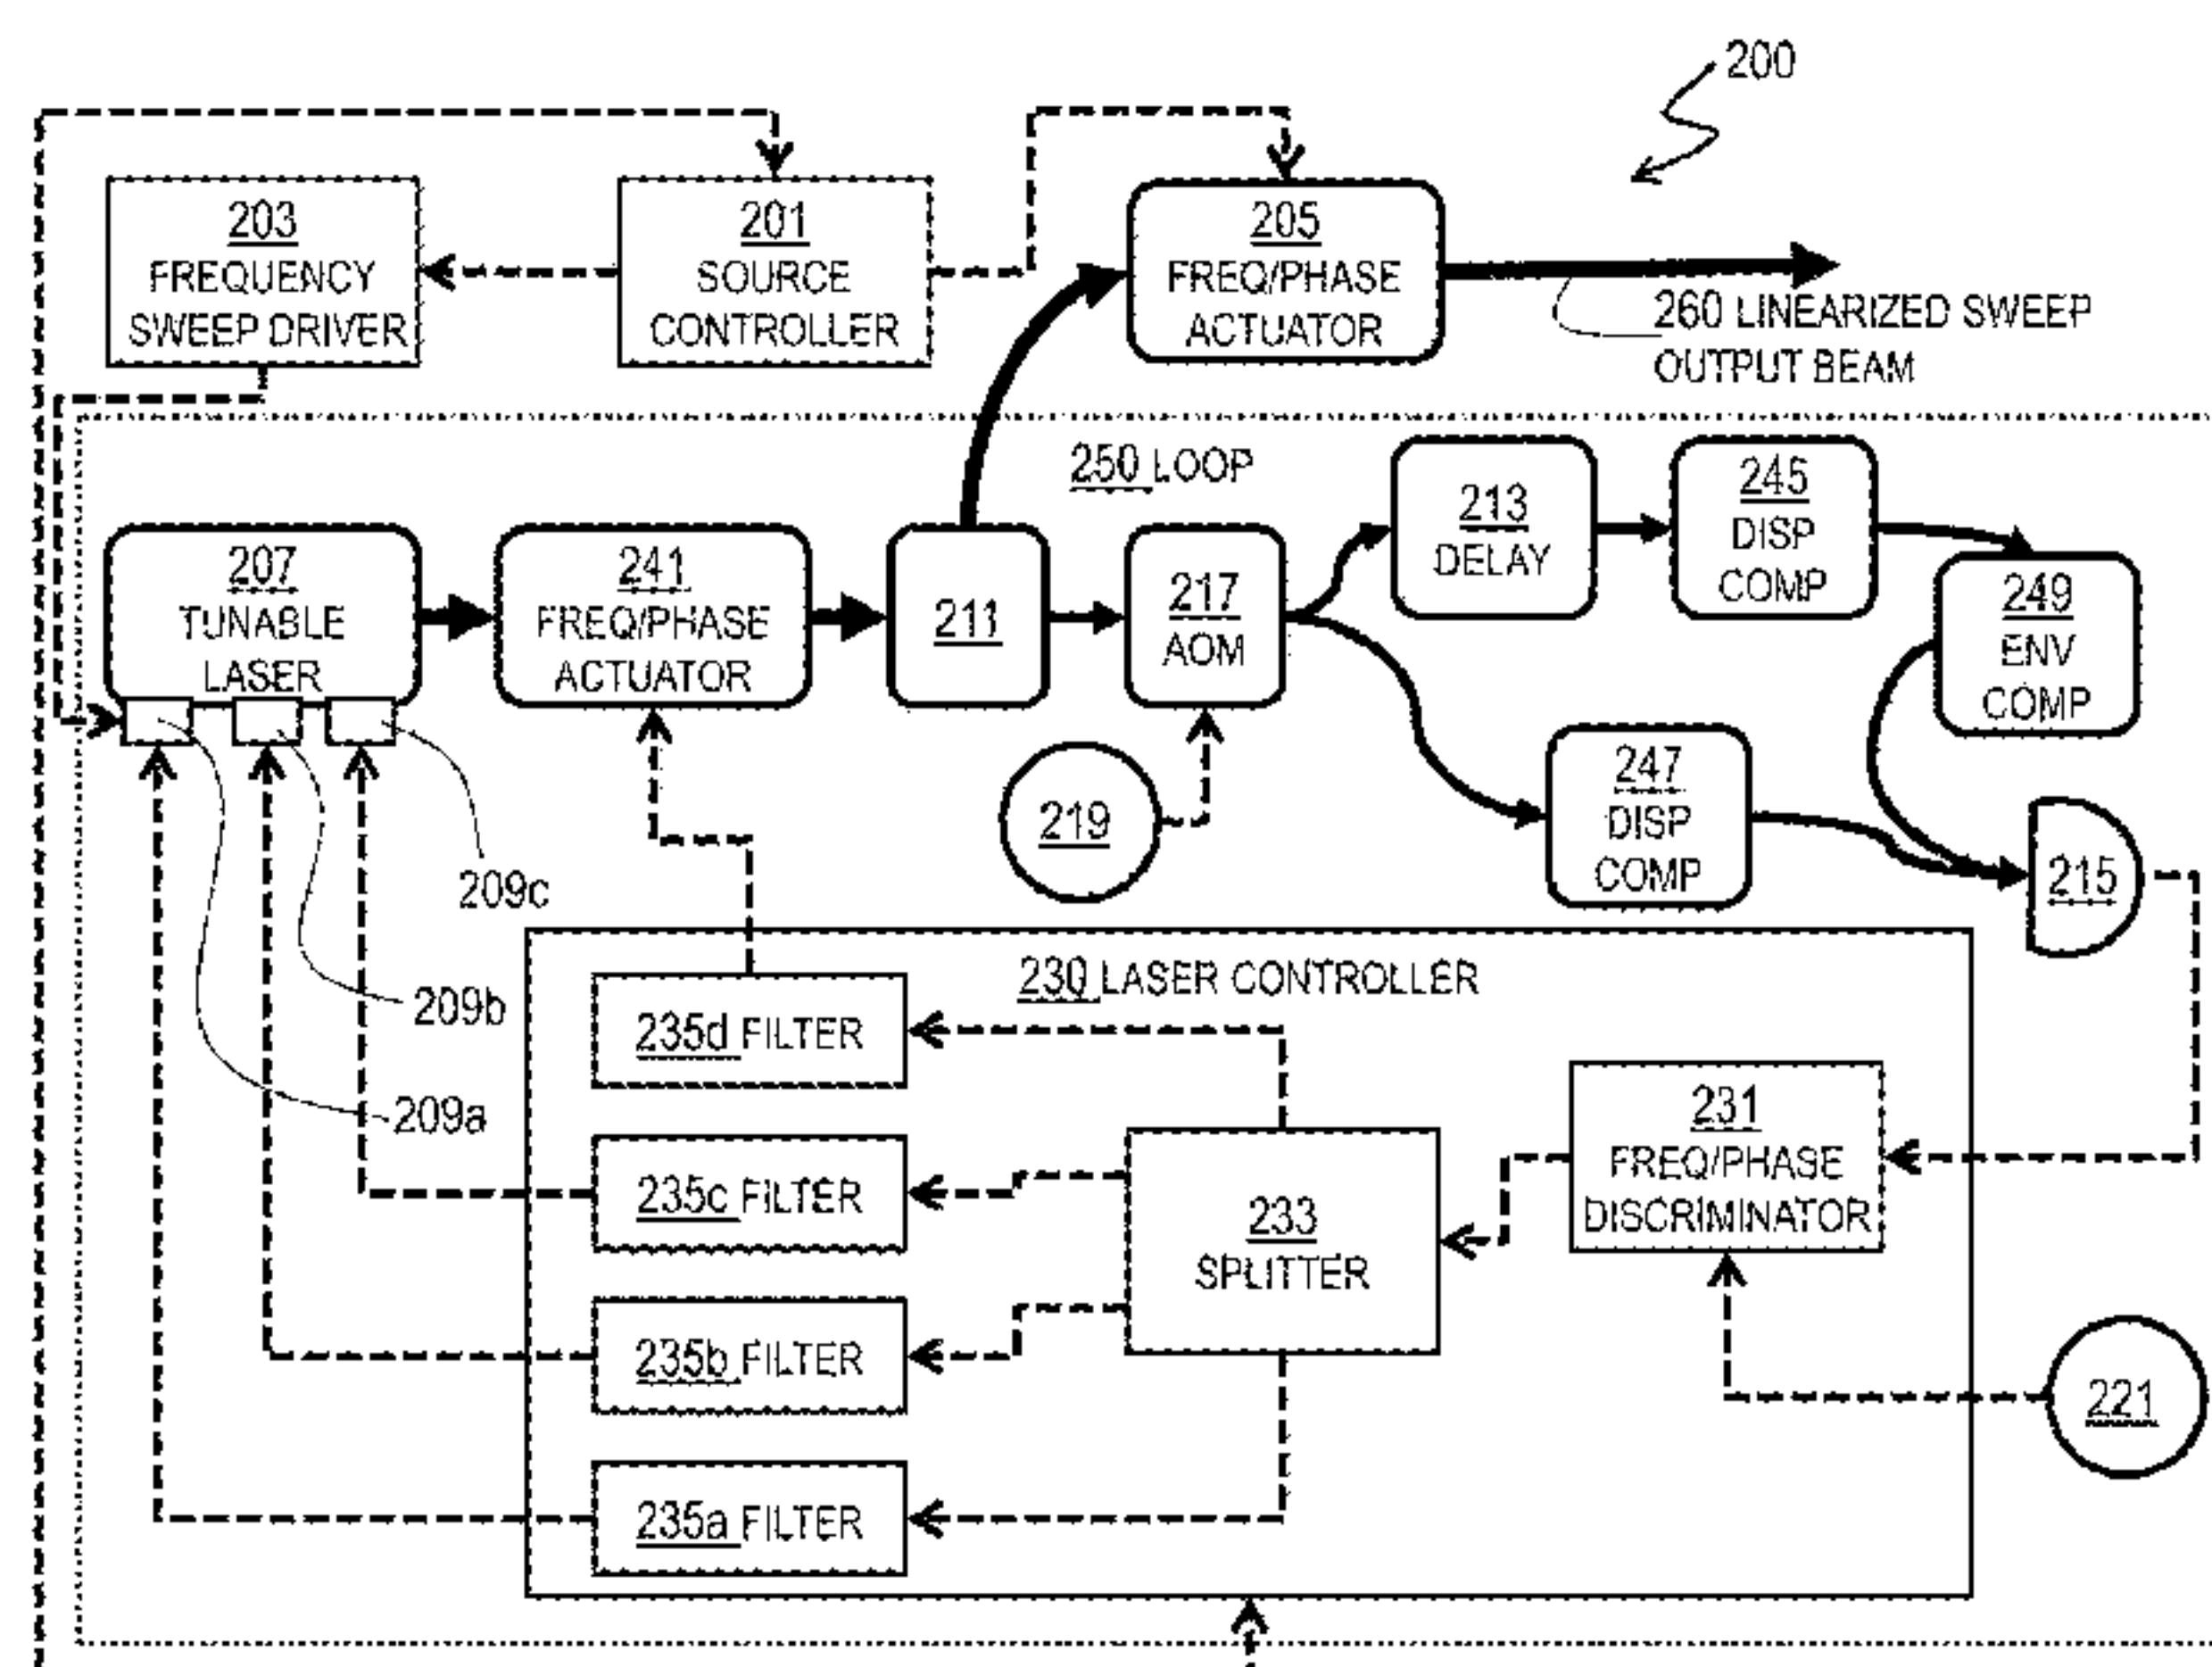 200
203
FREQUENCY
SWEEP DRIVER
201
SOURCE
CONTROLLER
205
FREQ/PHASE
ACTUATOR
260 LINEARIZED SWEEP
OUTPUT BEAM
250 LOOP
207
TUNABLE
LASER
241
FREQ/PHASE
ACTUATOR
211
217
AOM
213
DELAY
245
DISP
COMP
249
ENV
COMP
219
247
DISP
COMP
215
209c
209b
209a
230 LASER CONTROLLER
235d FILTER
235c FILTER
235b FILTER
235a FILTER
233
SPLITTER
231
FREQ/PHASE
DISCRIMINATOR
221